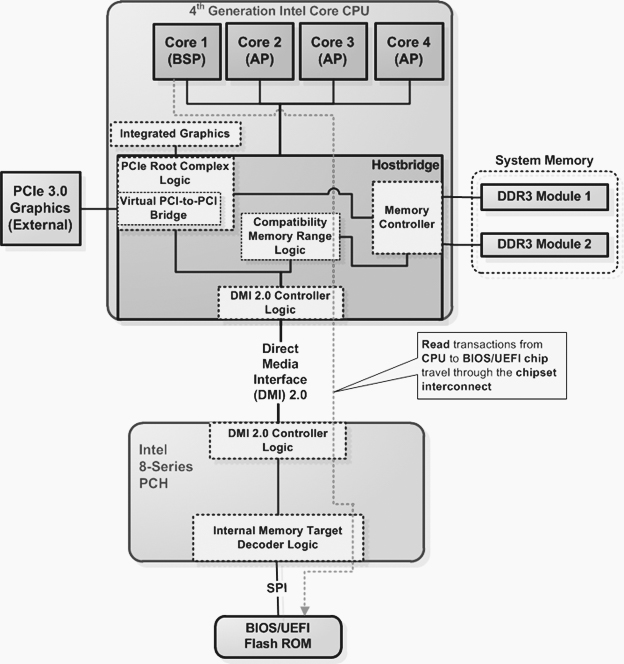 4th Generation Intel Core CPU
Core 1
(BSP)
Core 2
(AP)
Core 3
(AP)
Core 4
(AP)
Integrated Graphics
PCIe Root Complex
Logic
Virtual PCI-to-PCI
Bridge
Hostbridge
PCIe 3.0
Graphics
(External)
Compatibility
Memory Range
Logic
Memory
Controller
System Memory
DDR3 Module 1
DDR3 Module 2
DMI 2.0 Controller
Logic
Direct
Media
Interface
(DMI) 2.0
Read transactions from
CPU to BIOS/UEFI chip
travel through the chipset
interconnect
Intel
8-Series
PCH
DMI 2.0 Controller
Logic
Internal Memory Target
Decoder Logic
SPI
BIOS/UEFI
Flash ROM